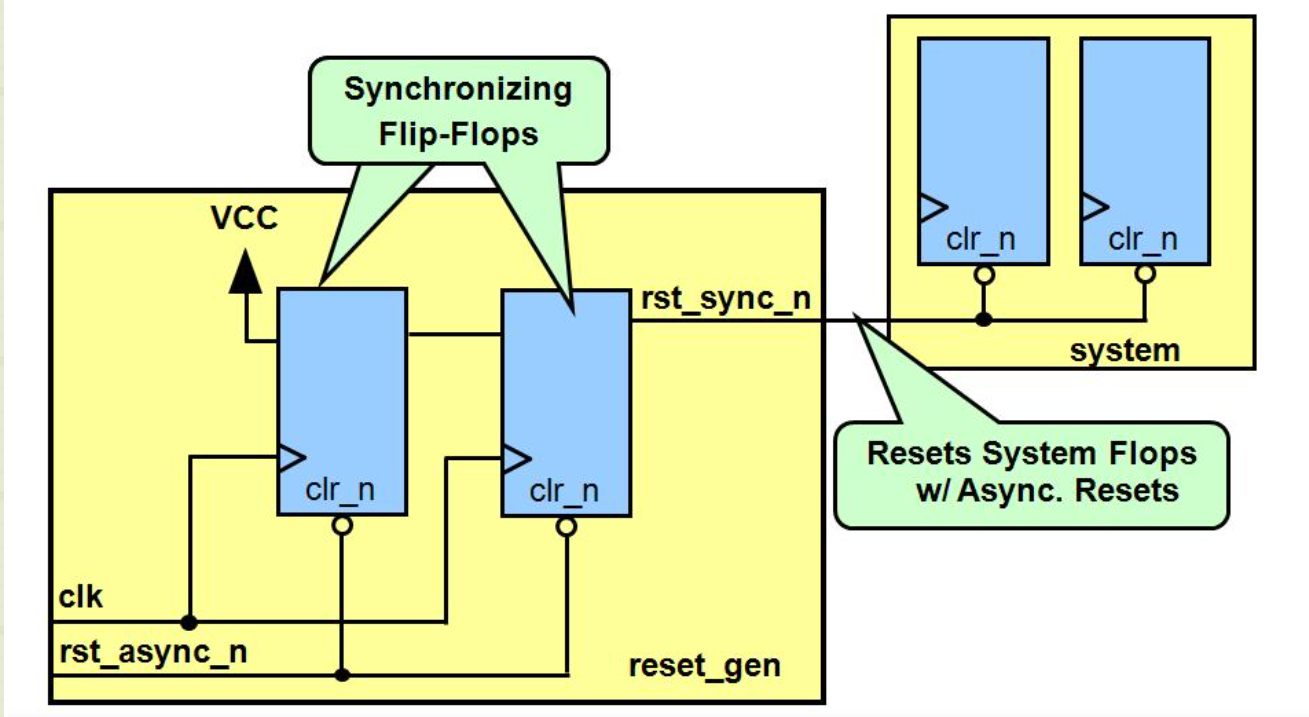 Synchronizing
Flip-Flops
VCC
clr_n
clr_n
rst_sync_n
clr_n
clr_n
system
Resets System Flops
w/ Async. Resets
clk
rst_async_n
reset_gen